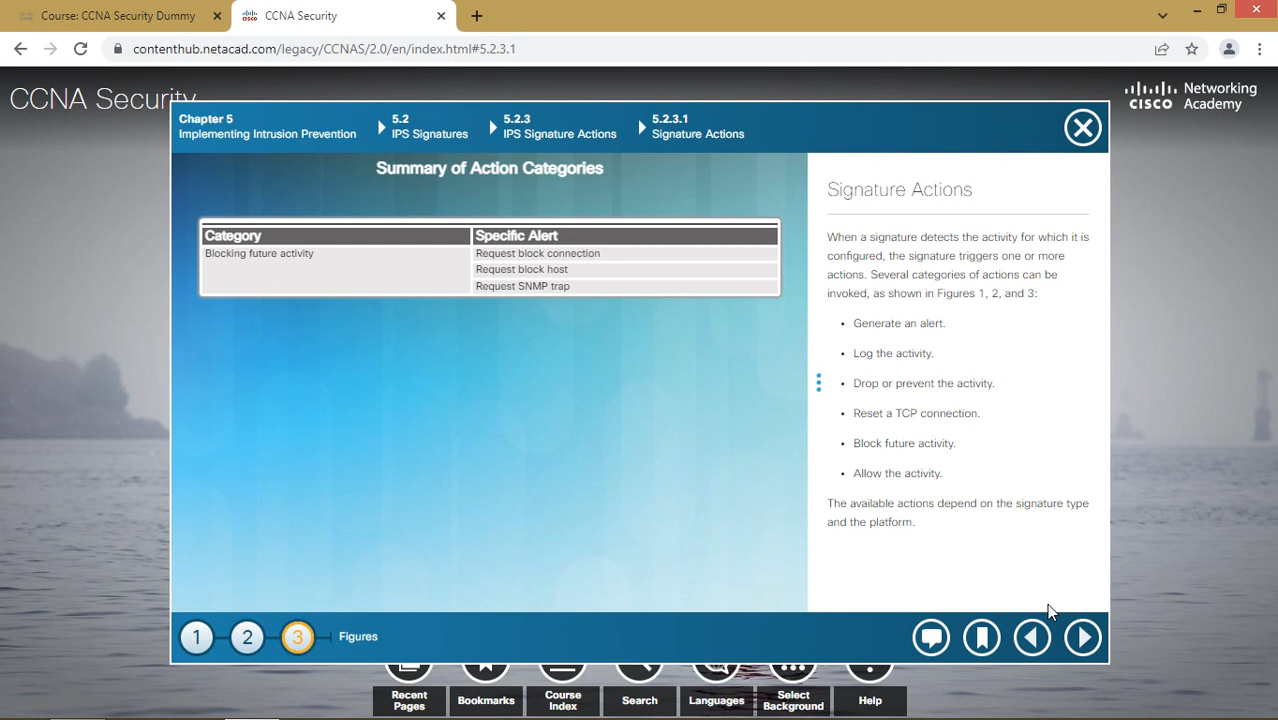 Course: CCNA Security Dummy
CCNA Security
contenthub.netacad.com/legacy/CCNAS/2.0/en/index.html#5.2.3.1
CCNA Security
Networking
CISCO Academy
Chapter 5
Implementing Intrusion Prevention
5.2
IPS Signatures
5.2.3
IPS Signature Actions
5.2.3.1
Signature Actions
Summary of Action Categories
Category Specific Alert
Blocking future activity Request block connection
Request block host
Request SNMP trap
Signature Actions
When a signature detects the activity for which it is
configured, the signature triggers one or more
actions. Several categories of actions can be
invoked, as shown in Figures 1, 2, and 3:
• Generate an alert.
• Log the activity.
• Drop or prevent the activity.
• Reset a TCP connection.
• Block future activity.
• Allow the activity.
The available actions depend on the signature type
and the platform.
1 2 3 Figures
Recent
Pages
Bookmarks
Course
Index
Search
Languages
Select
Background
Help